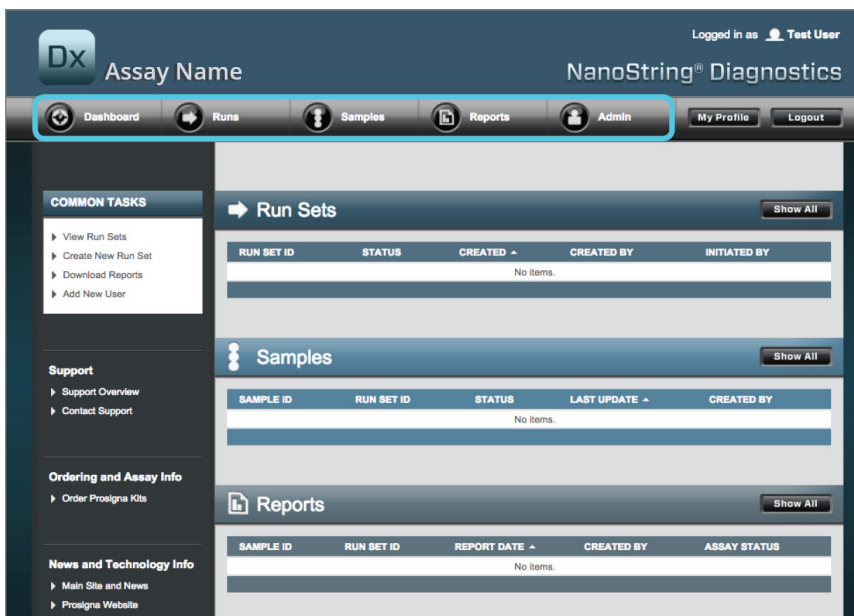 Logged in as Test User
Dx Assay Name
NanoString® Diagnostics
Dashboard Runs Samples Reports Admin My Profile Logout
COMMON TASKS
View Run Sets
Create New Run Set
Download Reports
Add New User
Support
Support Overview
Contact Support
Ordering and Assay Info
Order Prosigna Kits
News and Technology Info
Main Site and News
Prosigna Website
Run Sets Show All
RUN SET ID STATUS CREATED CREATED BY INITIATED BY
No items.
Samples Show All
SAMPLE ID RUN SET ID STATUS LAST UPDATE CREATED BY
No items.
Reports Show All
SAMPLE ID RUN SET ID REPORT DATE CREATED BY ASSAY STATUS
No items.